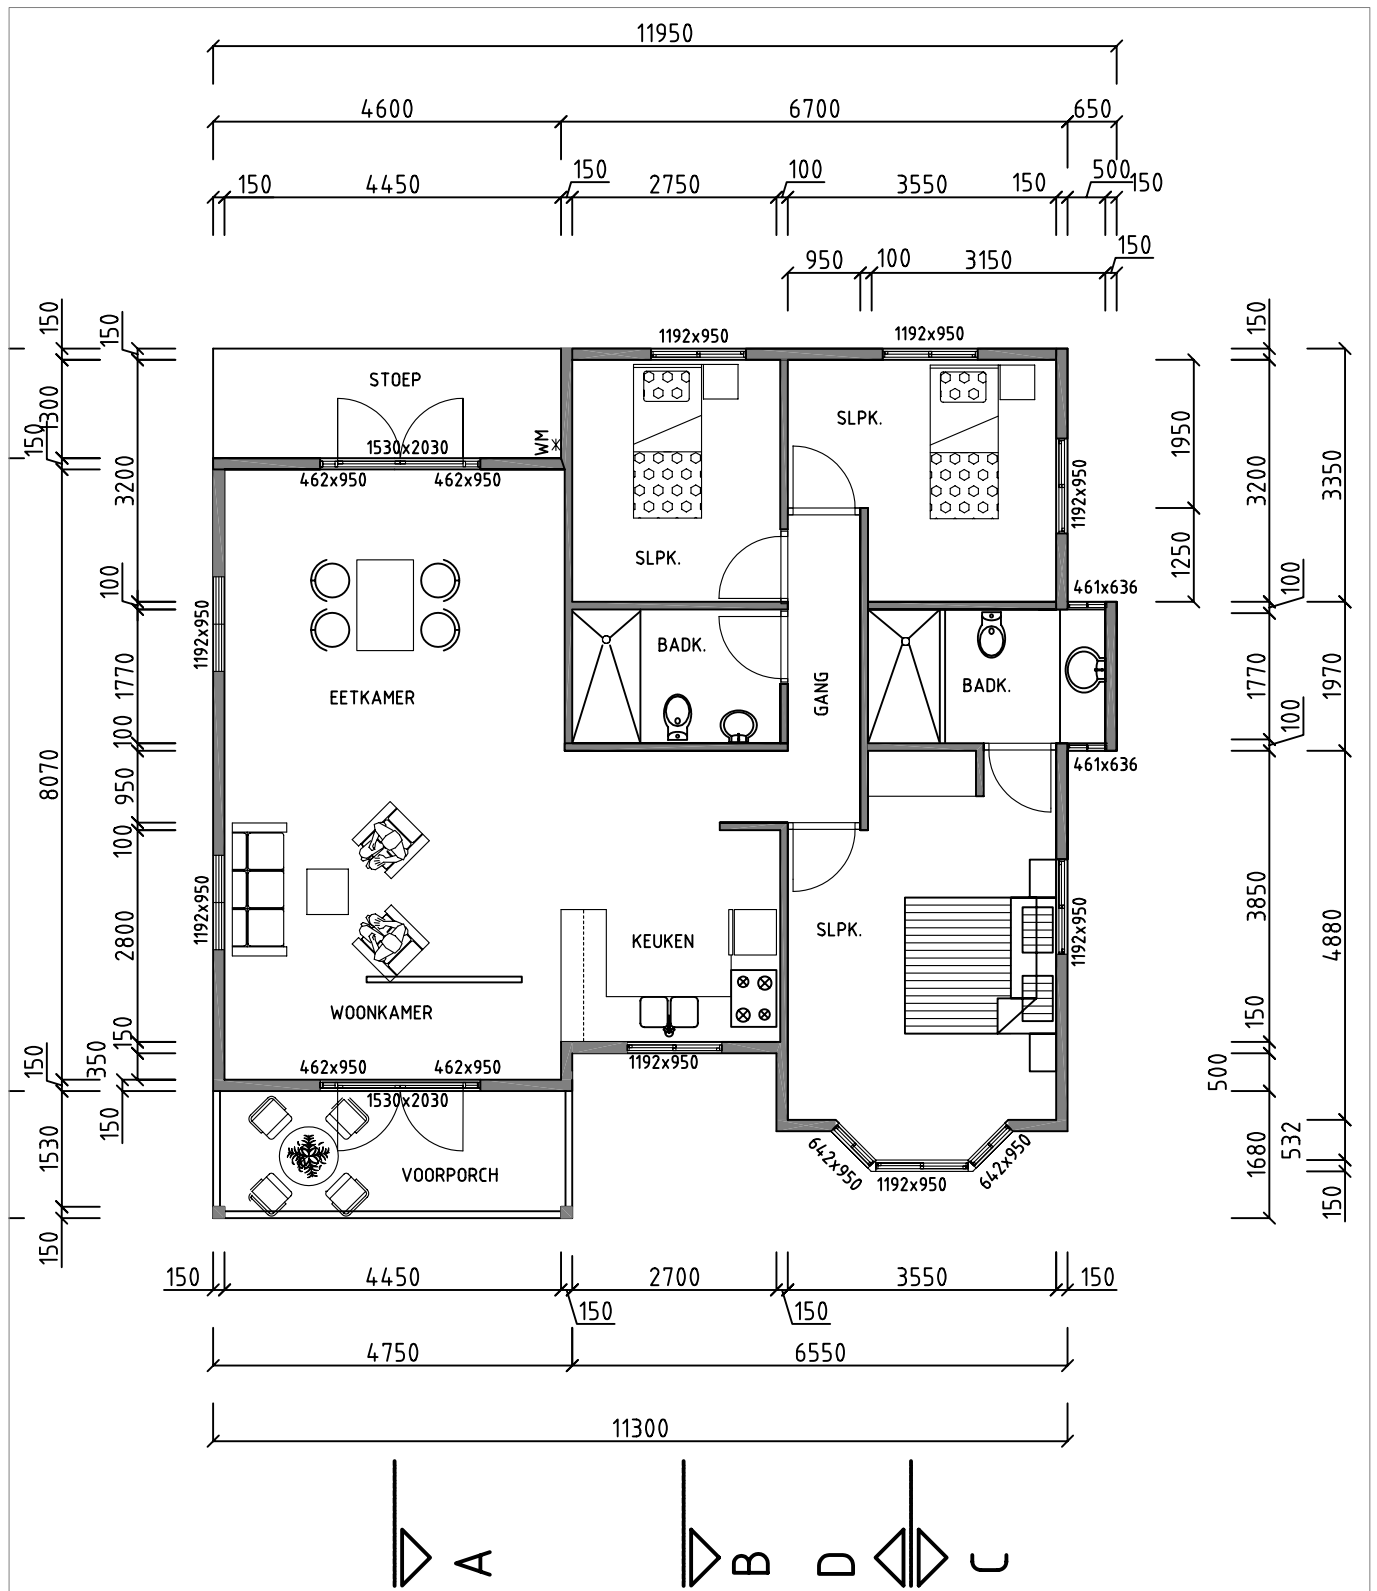 11950
4600 6700 650
150 4450 150 2750 100 3550 150 500 150
950 100 3150 150
150 150 1192x950 1192x950 150
STOEP
1300 SLPK. 1950
150 WM 1530x2030
3200 462x950 462x950 1192x950 3200 3350
SLPK. 1250
100 461x636 100
1192x950 BADK.
1770 EETKAMER GANG BADK. 1770 1970
100 100
8070 950 461x636
100
1192x950 SLPK. 1192x950 3850
2800 KEUKEN 4880
WOONKAMER
150 150
150 350 462x950 462x950 1192x950 500
150 1530x2030
1530 VOORPORCH 642x950 1192x950 642x950 1680 532
150 150
150 4450 150 2700 150 3550 150
4750 6550
11300
A B D C